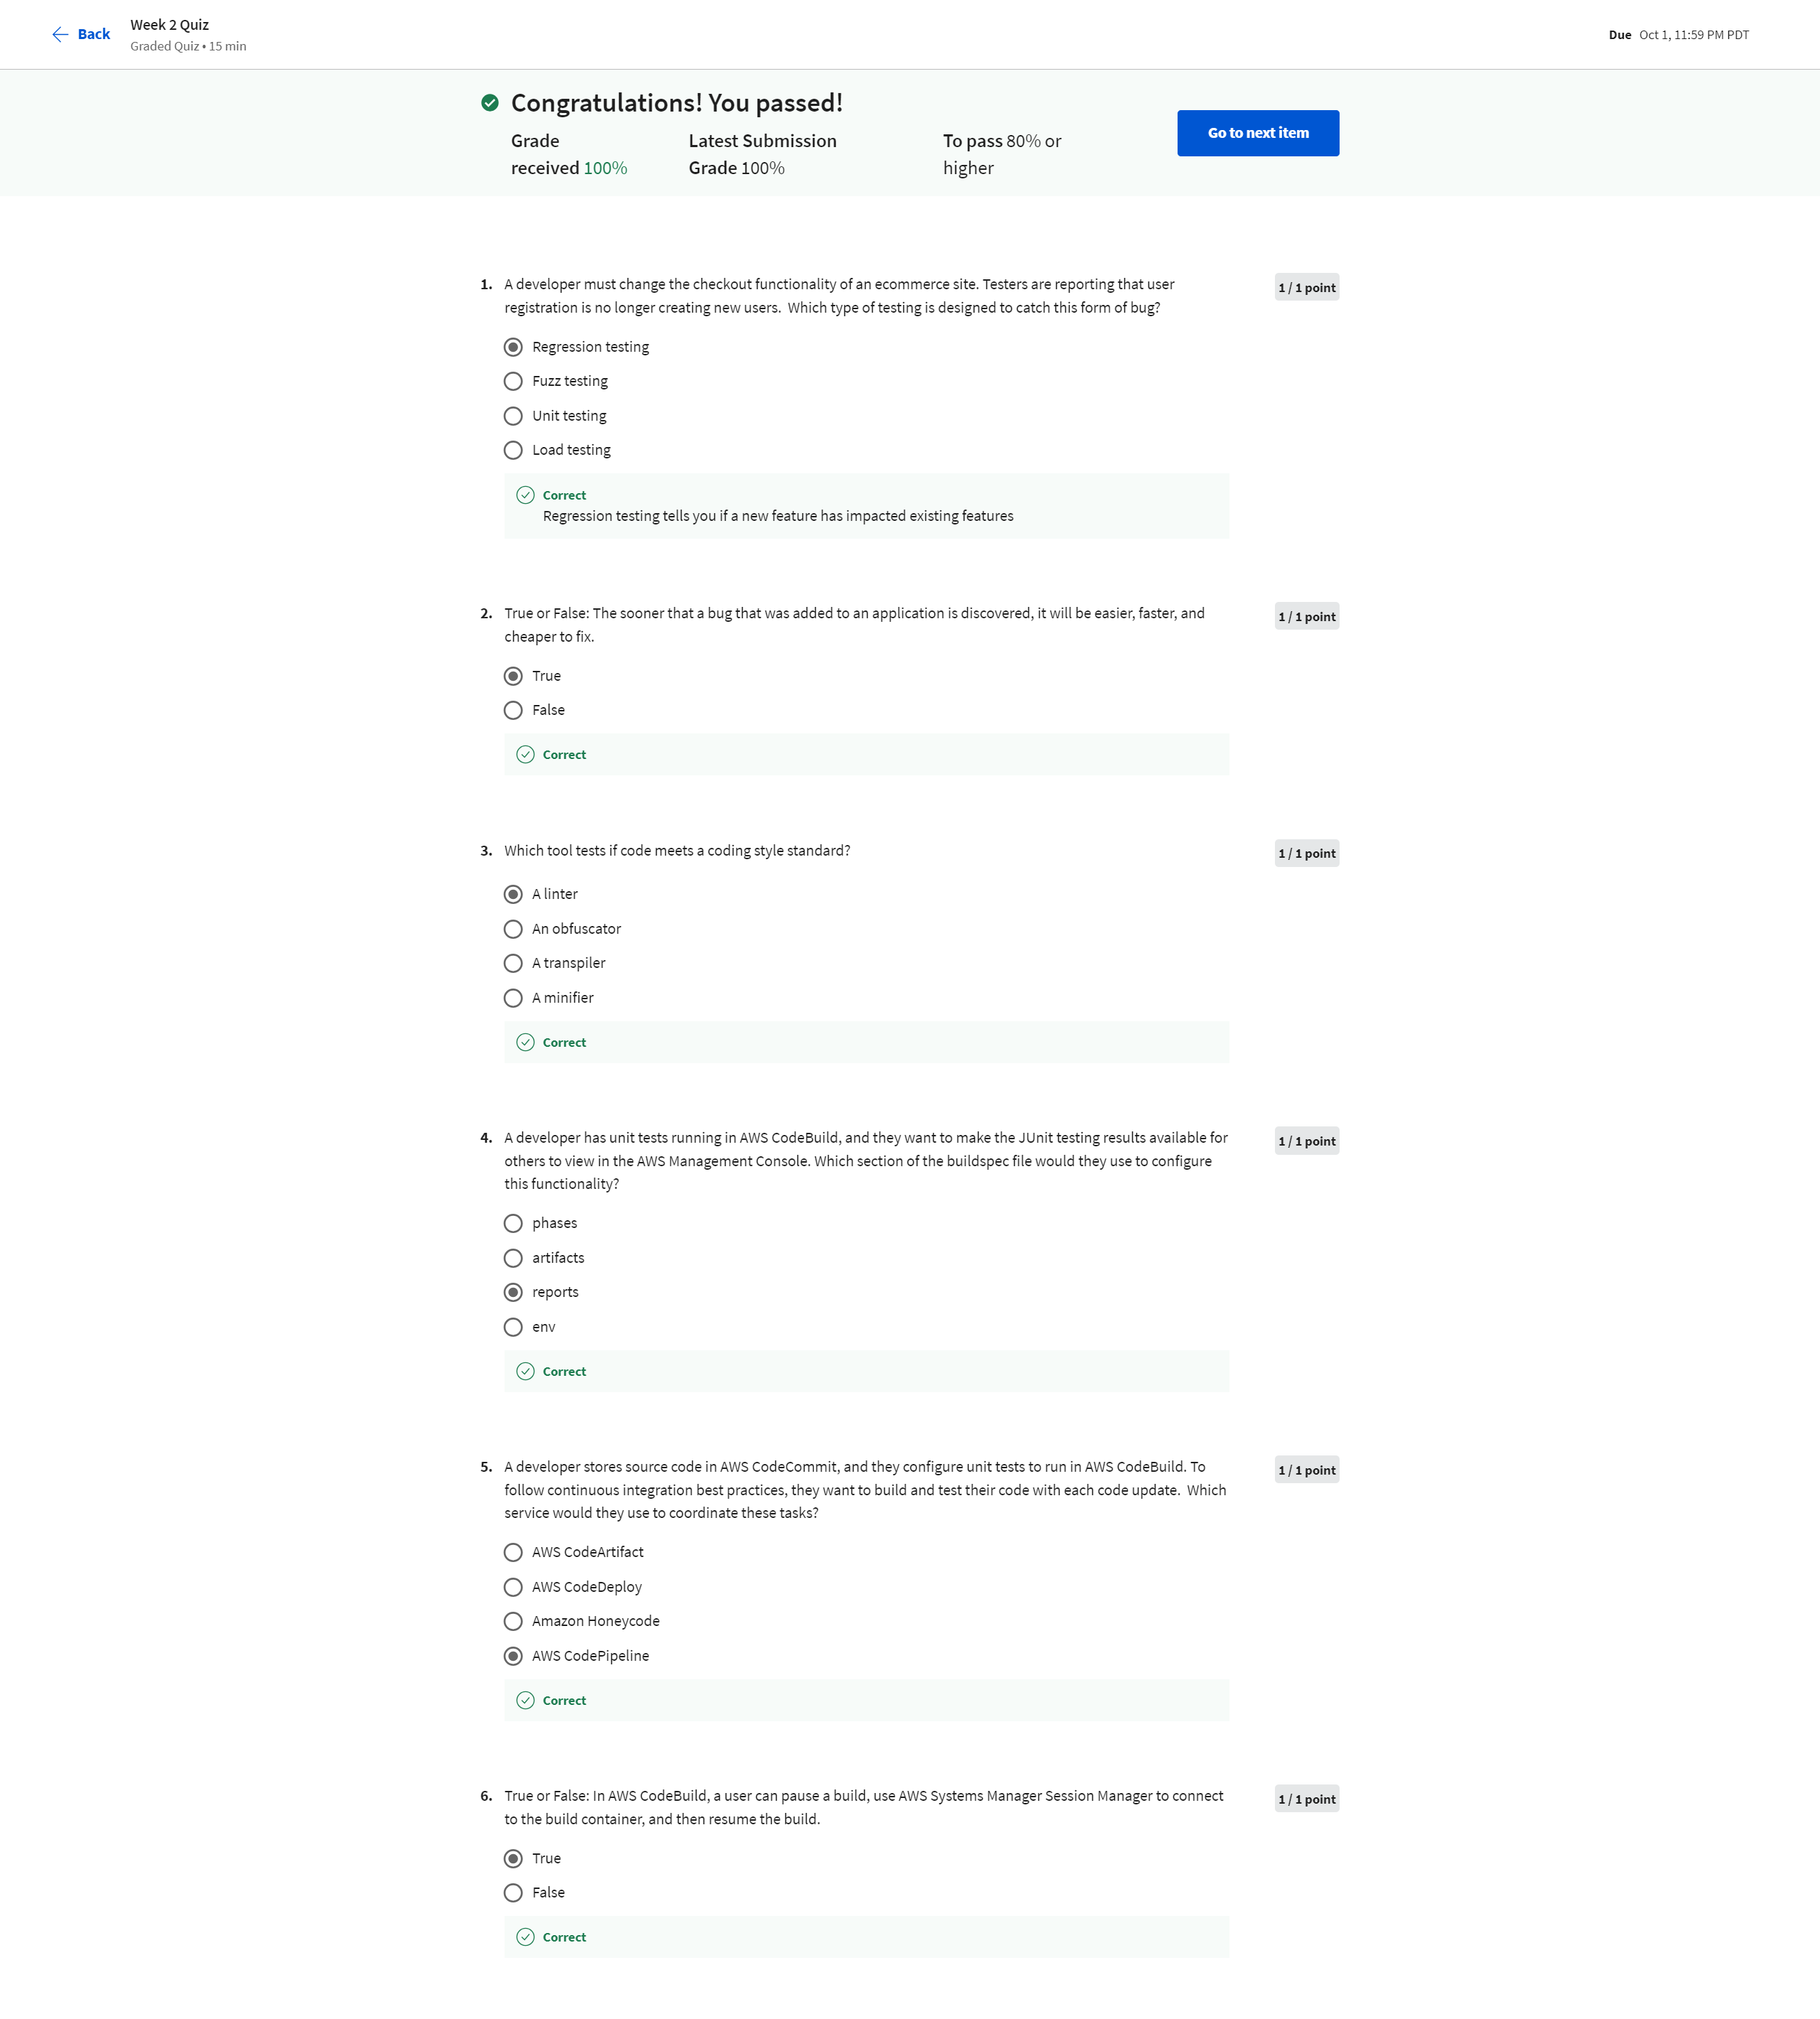 Back
Week 2 Quiz
Graded Quiz • 15 min
Due Oct 1, 11:59 PM PDT
Congratulations! You passed!
Grade
received 100%
Latest Submission
Grade 100%
To pass 80% or
higher
Go to next item
1. A developer must change the checkout functionality of an ecommerce site. Testers are reporting that user
registration is no longer creating new users.  Which type of testing is designed to catch this form of bug?
1 / 1 point
Regression testing
Fuzz testing
Unit testing
Load testing
Correct
Regression testing tells you if a new feature has impacted existing features
2. True or False: The sooner that a bug that was added to an application is discovered, it will be easier, faster, and
cheaper to fix.
1 / 1 point
True
False
Correct
3. Which tool tests if code meets a coding style standard?
1 / 1 point
A linter
An obfuscator
A transpiler
A minifier
Correct
4. A developer has unit tests running in AWS CodeBuild, and they want to make the JUnit testing results available for
others to view in the AWS Management Console. Which section of the buildspec file would they use to configure
this functionality?
1 / 1 point
phases
artifacts
reports
env
Correct
5. A developer stores source code in AWS CodeCommit, and they configure unit tests to run in AWS CodeBuild. To
follow continuous integration best practices, they want to build and test their code with each code update.  Which
service would they use to coordinate these tasks?
1 / 1 point
AWS CodeArtifact
AWS CodeDeploy
Amazon Honeycode
AWS CodePipeline
Correct
6. True or False: In AWS CodeBuild, a user can pause a build, use AWS Systems Manager Session Manager to connect
to the build container, and then resume the build.
1 / 1 point
True
False
Correct